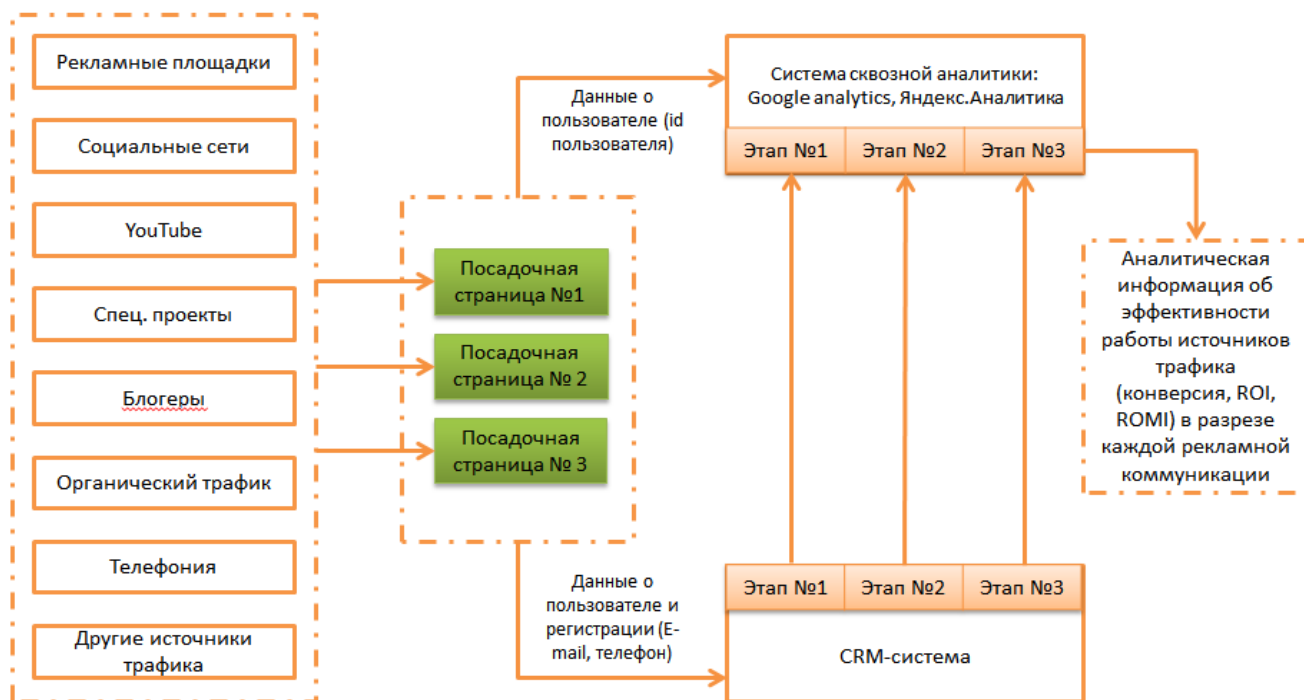 Рекламные площадки
Социальные сети
YouTube
Спец. проекты
Блогеры
Органический трафик
Телефония
Другие источники
трафика
Посадочная
страница №1
Посадочная
страница № 2
Посадочная
страница № 3
Данные о
пользователе (id
пользователя)
Данные о
пользователе и
регистрации (E-
mail, телефон)
Система сквозной аналитики:
Google analytics, Яндекс.Аналитика
Этап №1 Этап №2 Этап №3
Этап №1 Этап №2 Этап №3
CRM-система
Аналитическая
информация об
эффективности
работы источников
трафика
(конверсия, ROI,
ROMI) в разрезе
каждой рекламной
коммуникации